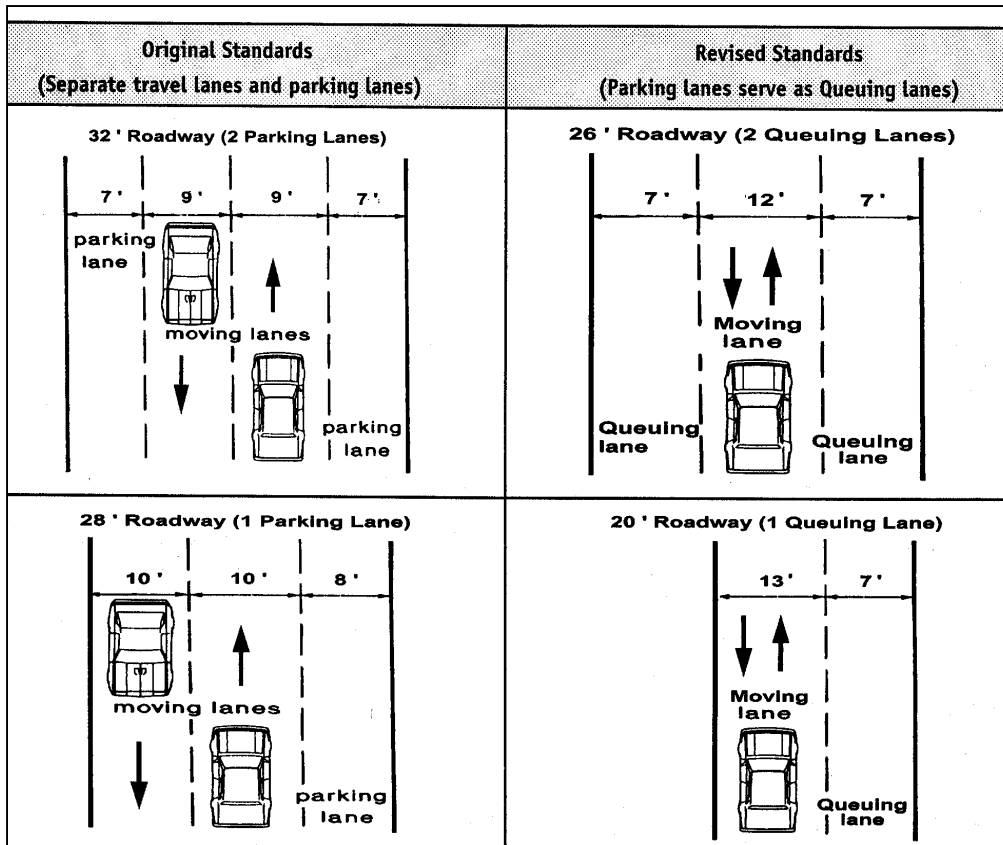 Original Standards
(Separate travel lanes and parking lanes)
Revised Standards
(Parking lanes serve as Queuing lanes)
32 ' Roadway (2 Parking Lanes)
7 ' 9 ' 9 ' 7'
parking
lane
moving lanes
parking
lane
26 ' Roadway (2 Queuing Lanes)
7 ' 12 ' 7 '
Moving
lane
Queuing
lane
Queuing
lane
28 ' Roadway (1 Parking Lane)
10 ' 10 ' 8 '
moving lanes
parking
lane
20 ' Roadway (1 Queuing Lane)
13 ' 7 '
Moving
lane
Queuing
lane